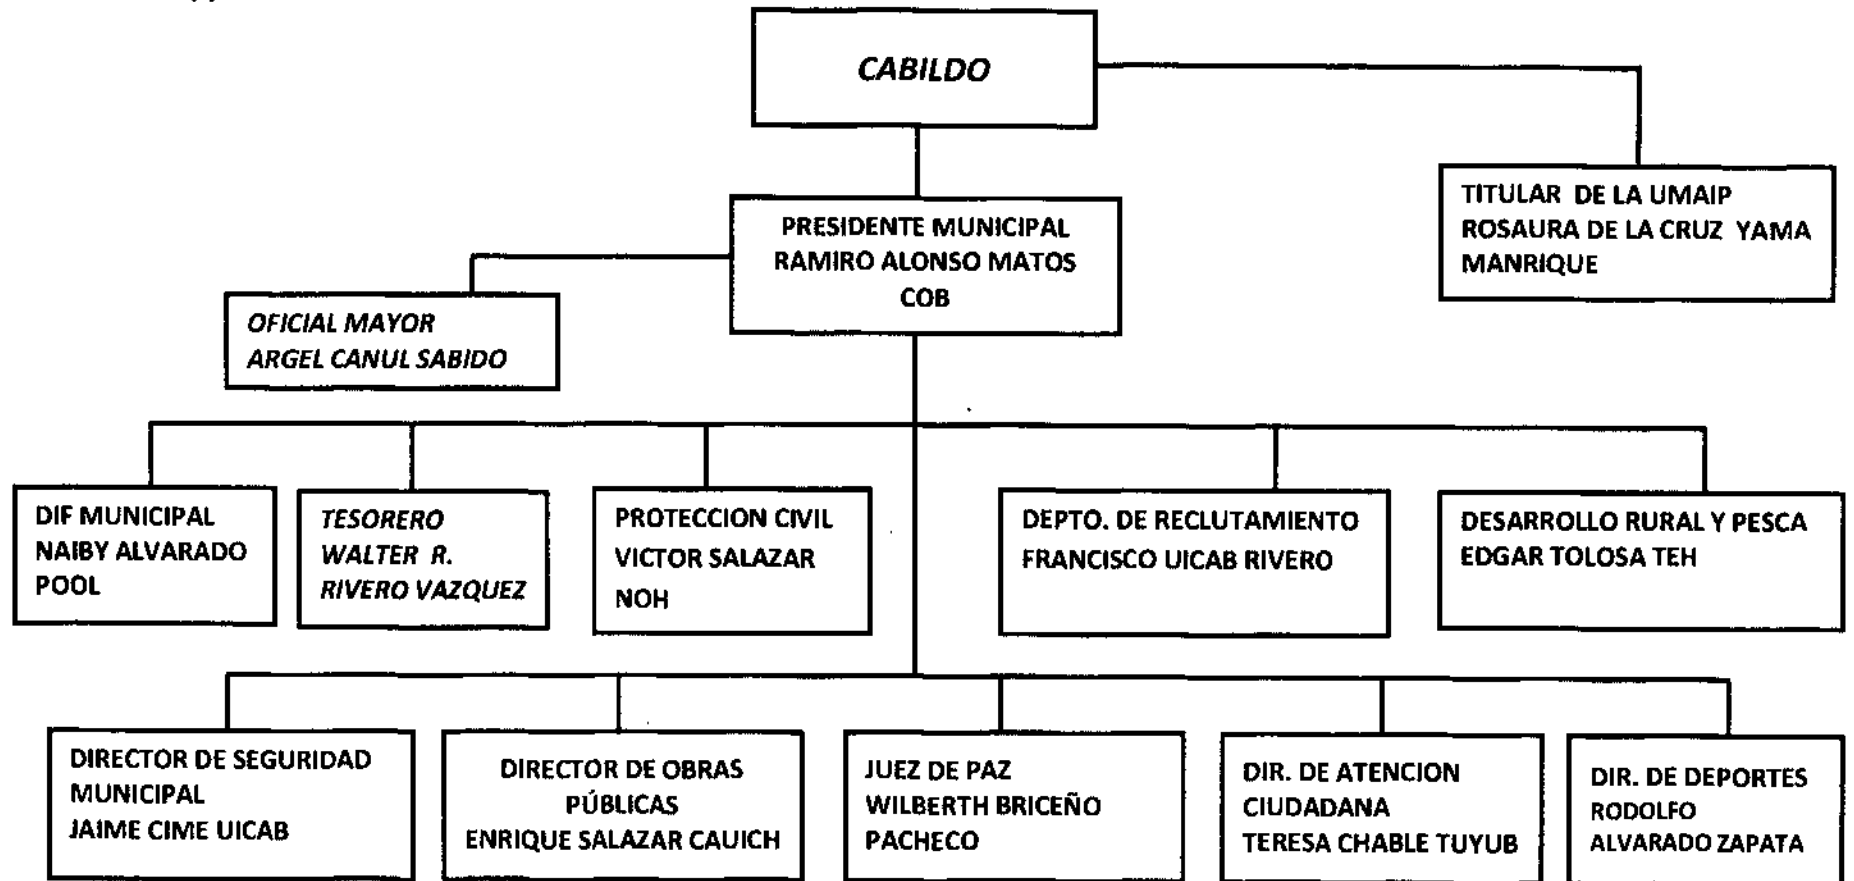 CABILDO
TITULAR DE LA UMAIP
ROSAURA DE LA CRUZ YAMA
MANRIQUE
PRESIDENTE MUNICIPAL
RAMIRO ALONSO MATOS
COB
OFICIAL MAYOR
ARGEL CANUL SABIDO
DIF MUNICIPAL
NAIBY ALVARADO
POOL
TESORERO
WALTER R.
RIVERO VAZQUEZ
PROTECCION CIVIL
VICTOR SALAZAR
NOH
DEPTO. DE RECLUTAMIENTO
FRANCISCO UICAB RIVERO
DESARROLLO RURAL Y PESCA
EDGAR TOLOSA TEH
DIRECTOR DE SEGURIDAD
MUNICIPAL
JAIME CIME UICAB
DIRECTOR DE OBRAS
PÚBLICAS
ENRIQUE SALAZAR CAUICH
JUEZ DE PAZ
WILBERTH BRICEÑO
PACHECO
DIR. DE ATENCION
CIUDADANA
TERESA CHABLE TUYUB
DIR. DE DEPORTES
RODOLFO
ALVARADO ZAPATA